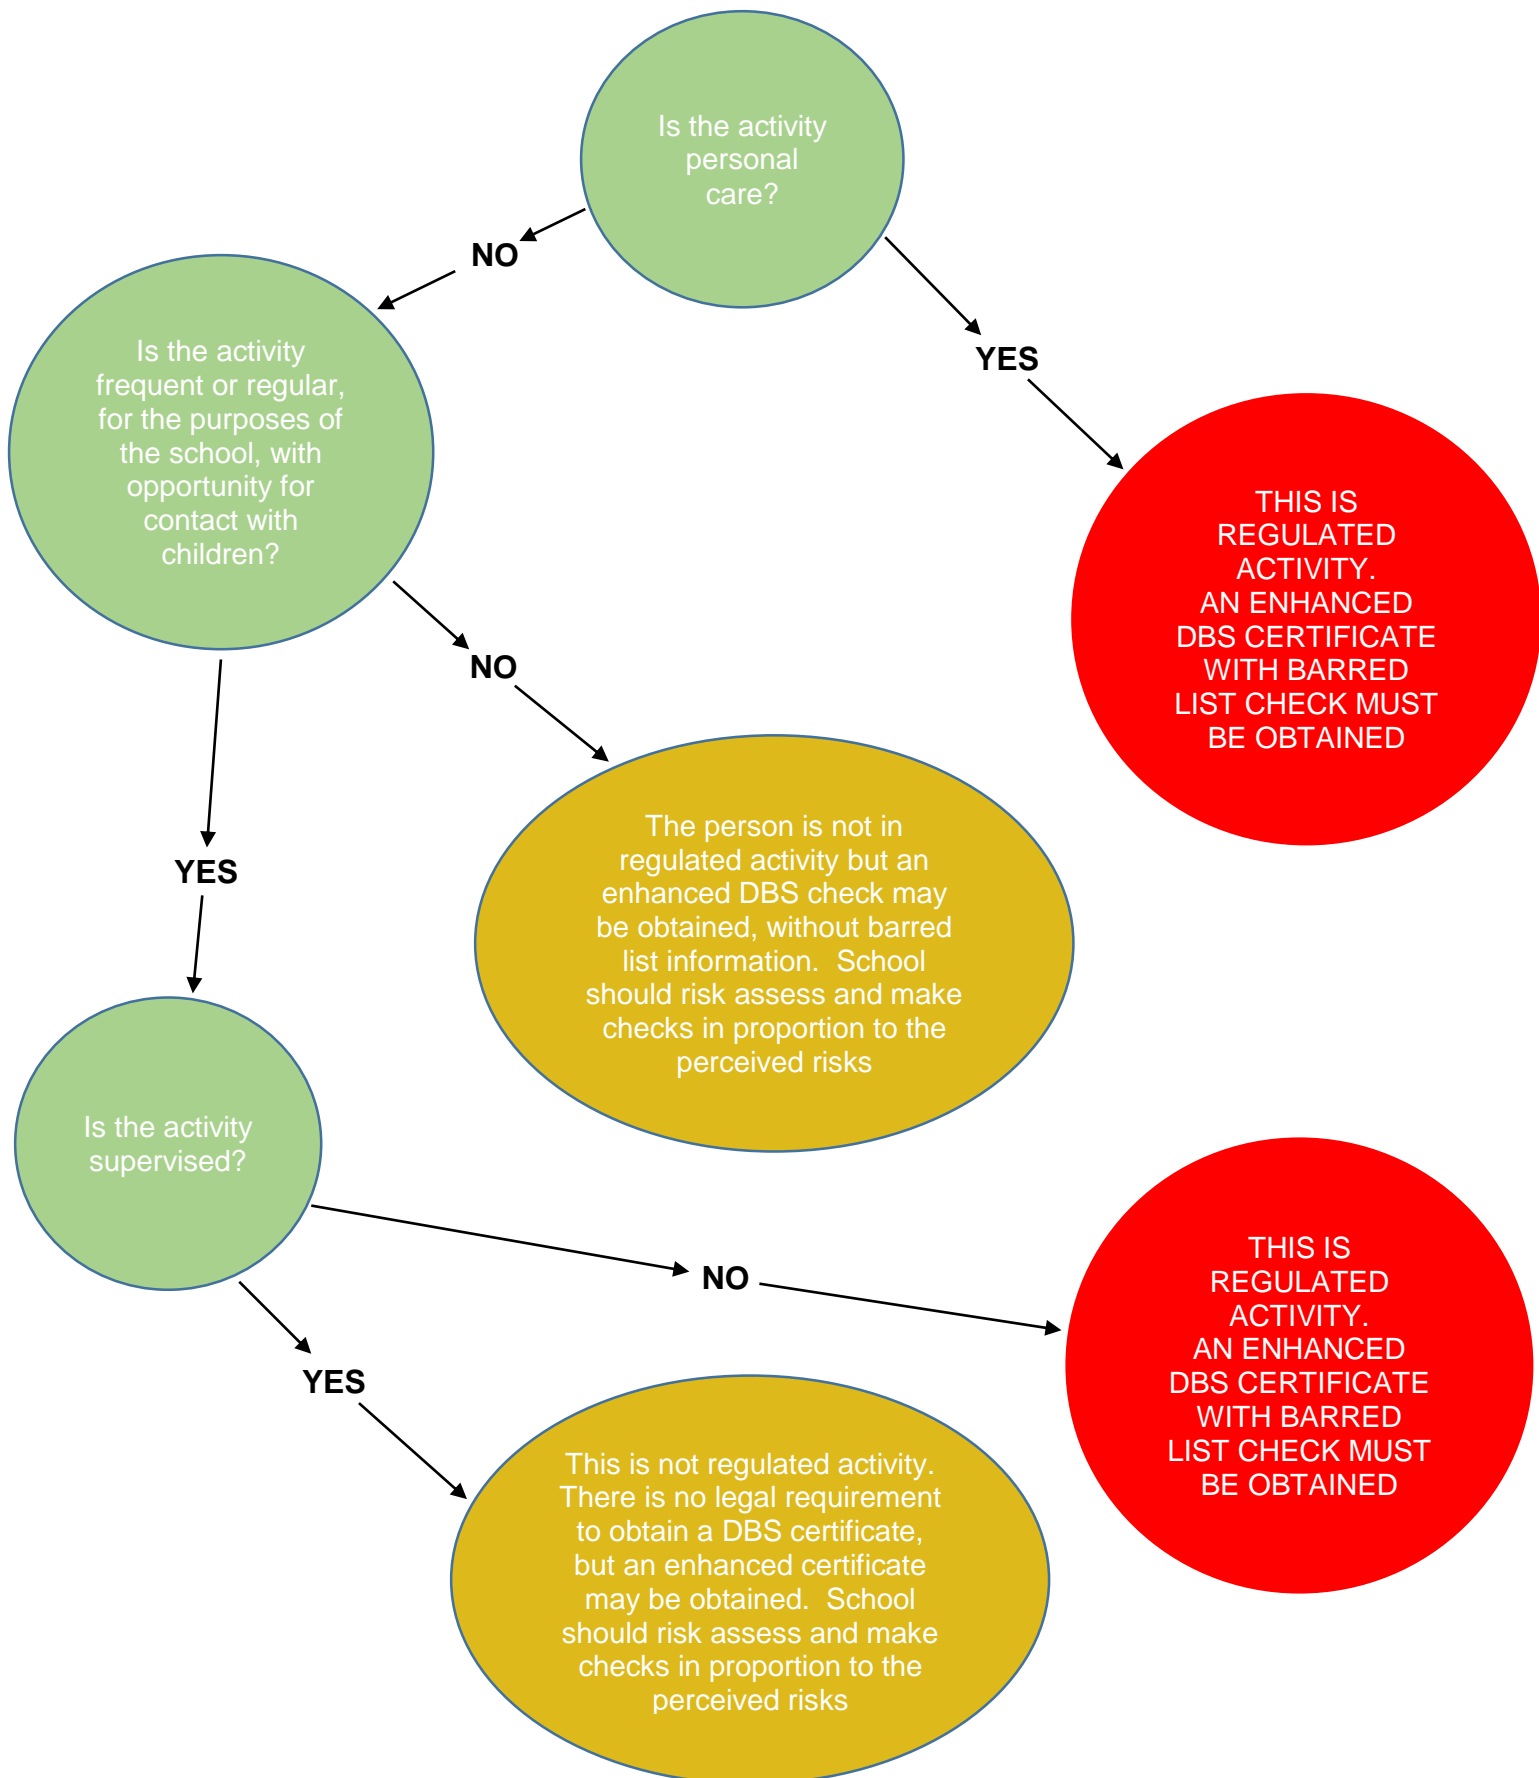 Is the activity
personal
care?
NO
YES
Is the activity
frequent or regular,
for the purposes of
the school, with
opportunity for
contact with
children?
THIS IS
REGULATED
ACTIVITY.
AN ENHANCED
DBS CERTIFICATE
WITH BARRED
LIST CHECK MUST
BE OBTAINED
NO
YES
The person is not in
regulated activity but an
enhanced DBS check may
be obtained, without barred
list information.  School
should risk assess and make
checks in proportion to the
perceived risks
Is the activity
supervised?
NO
YES
THIS IS
REGULATED
ACTIVITY.
AN ENHANCED
DBS CERTIFICATE
WITH BARRED
LIST CHECK MUST
BE OBTAINED
This is not regulated activity.
There is no legal requirement
to obtain a DBS certificate,
but an enhanced certificate
may be obtained.  School
should risk assess and make
checks in proportion to the
perceived risks